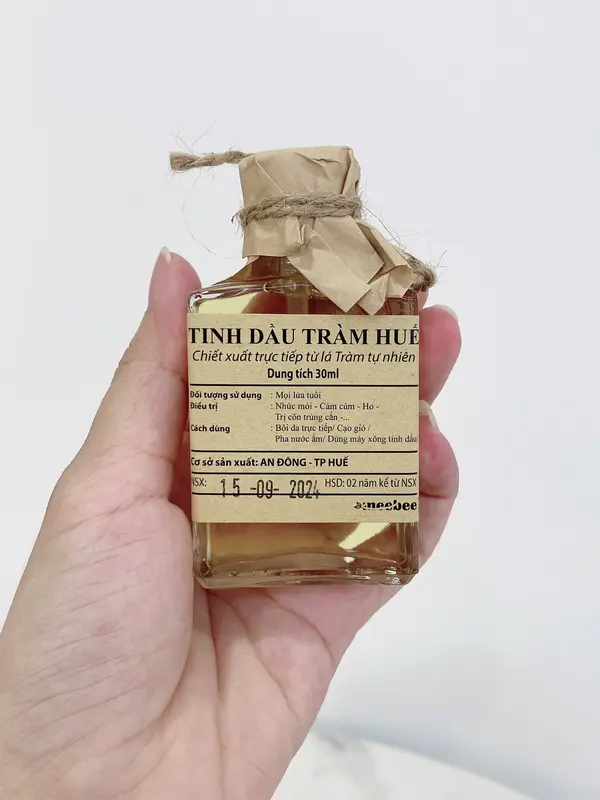 TINH DẦU TRÀM HUẾ
Chiết xuất trực tiếp từ lá Tràm tự nhiên
Dung tích 30ml
Đối tượng sử dụng : Mọi lứa tuổi
Điều trị : Nhức mỏi - Cảm cúm - Ho -
Trị côn trùng cắn -...
Cách dùng : Bôi da trực tiếp/ Cạo gió /
Pha nước ấm/ Dùng máy xông tinh dầu
Cơ sở sản xuất: AN ĐÔNG - TP HUẾ
NSX: 15 -09- 2024 HSD: 02 năm kể từ NSX